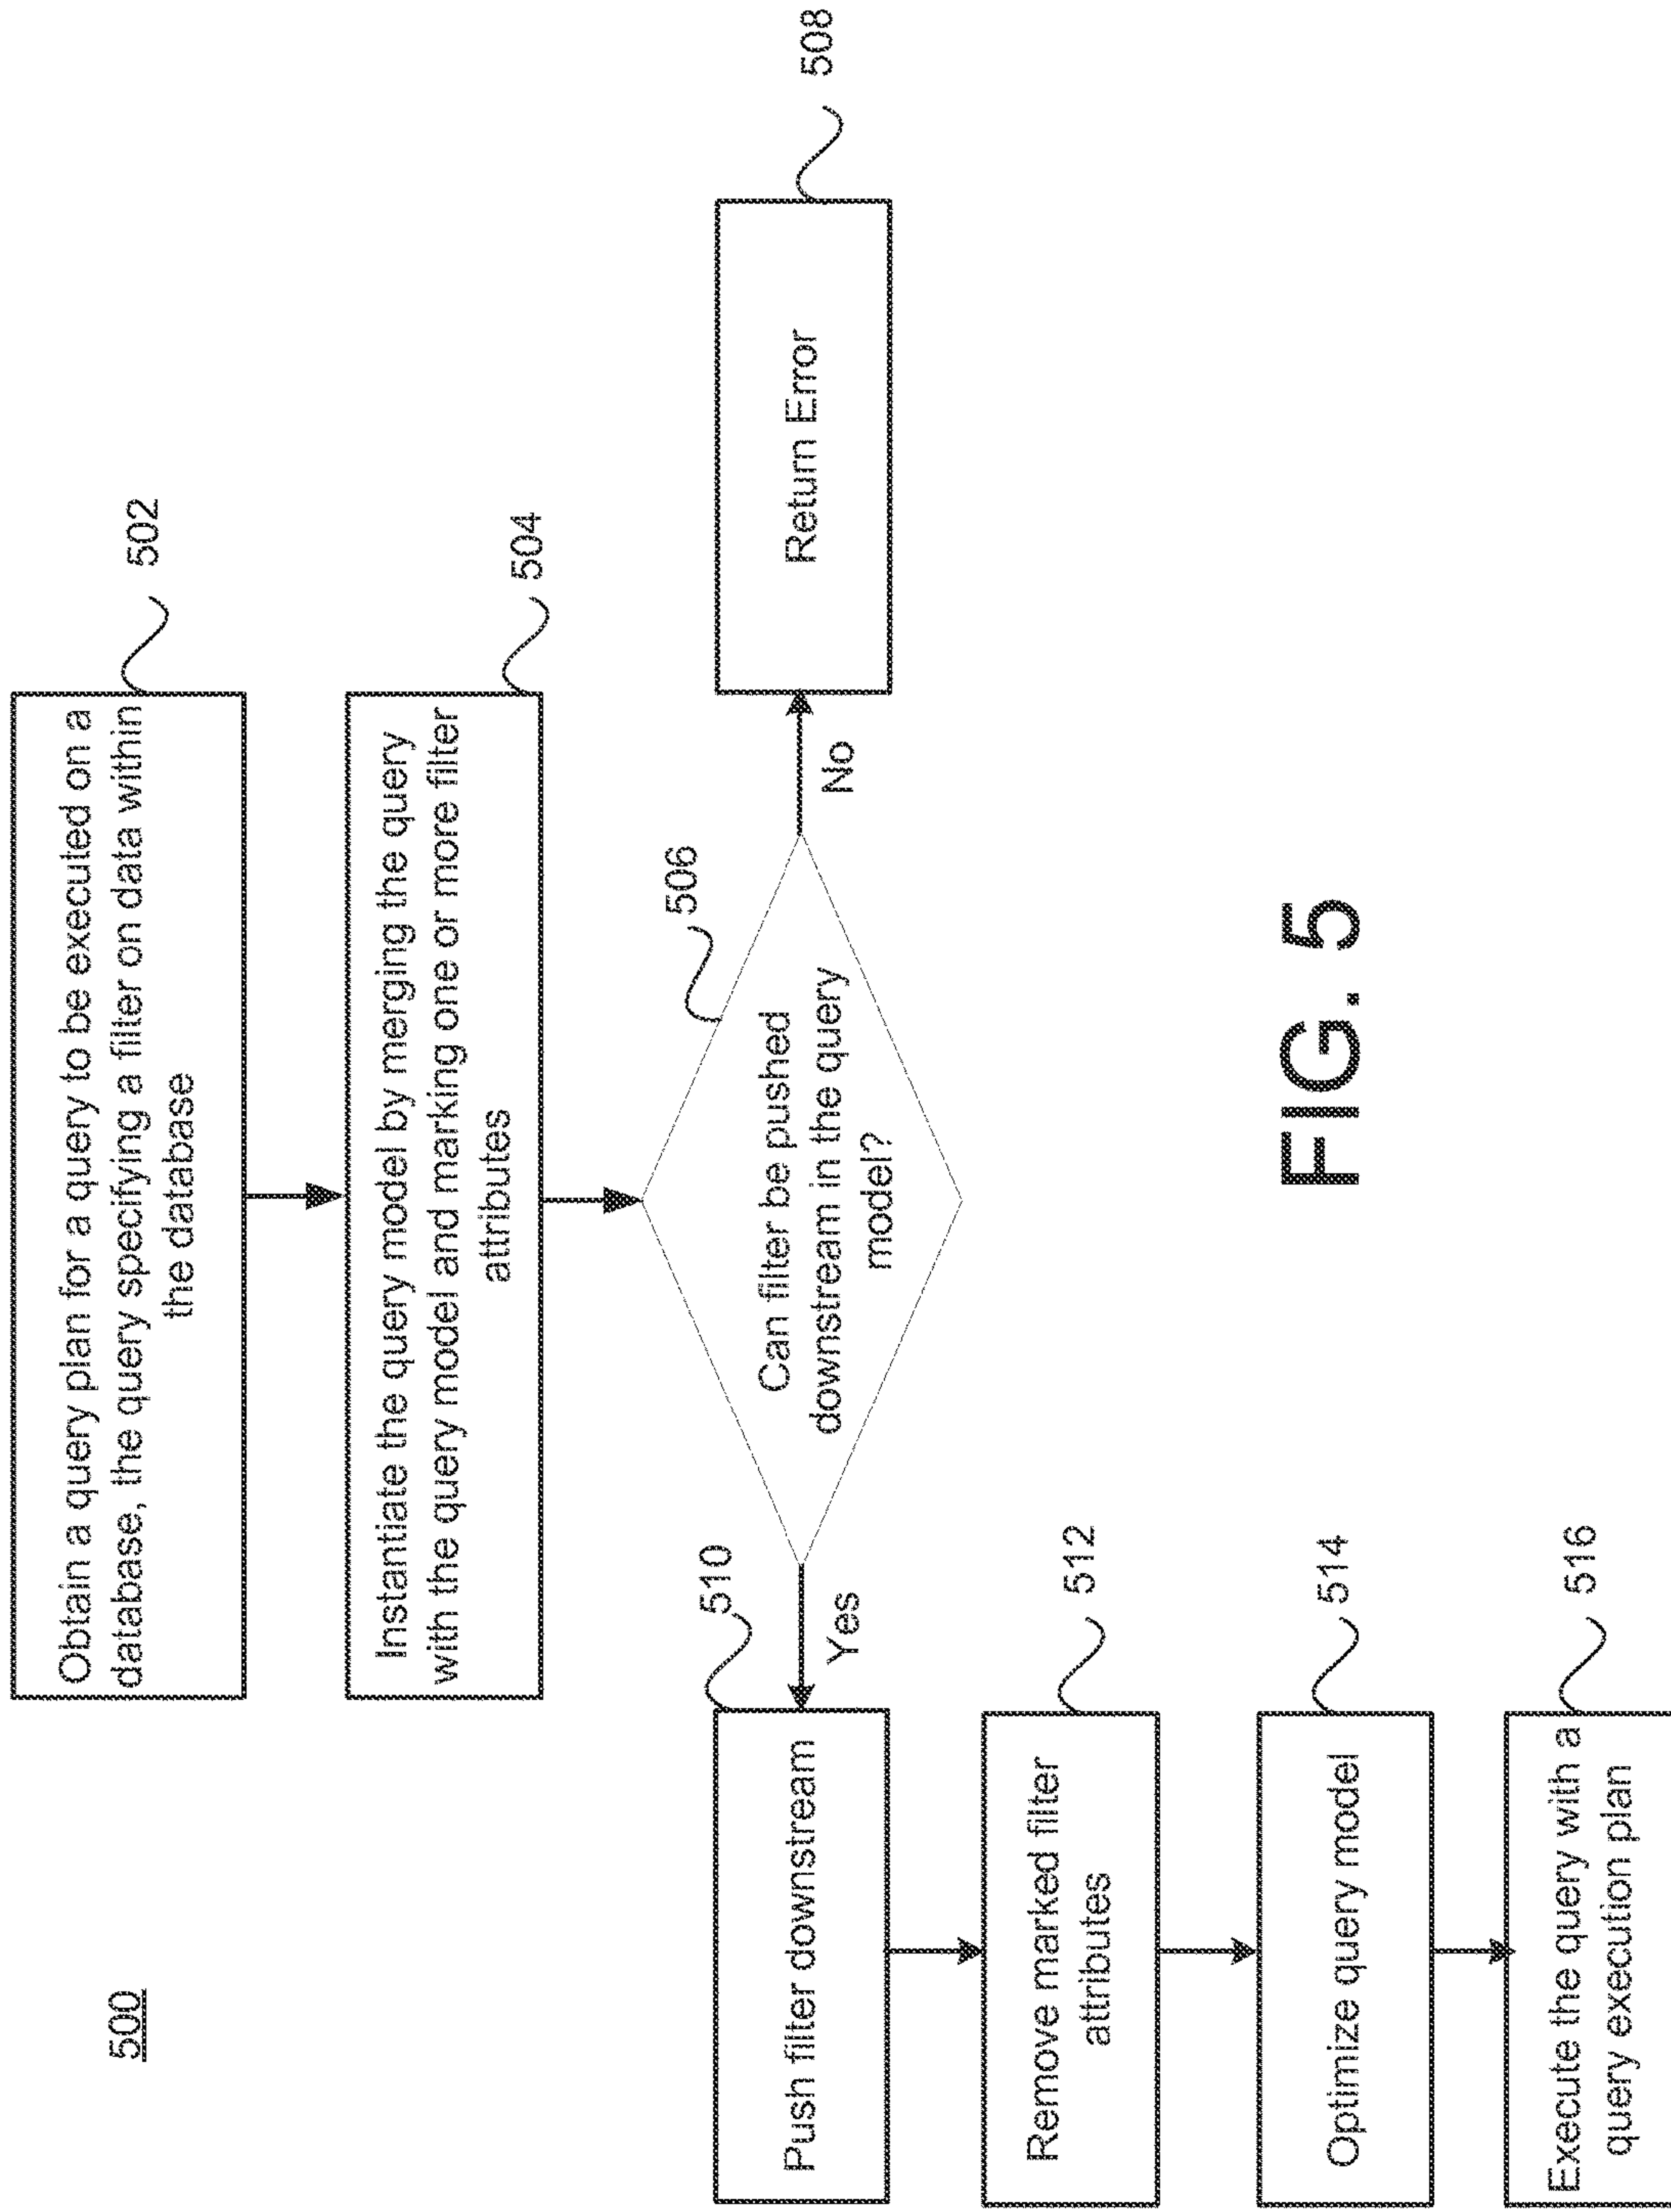 500
Obtain a query plan for a query to be executed on a
database, the query specifying a filter on data within
the database
502
Instantiate the query model by merging the query
with the query model and marking one or more filter
attributes
504
Can filter be pushed
downstream in the query
model?
506
No
Return Error
508
Yes
510
Push filter downstream
Remove marked filter
attributes
512
Optimize query model
514
Execute the query with a
query execution plan
516
FIG. 5